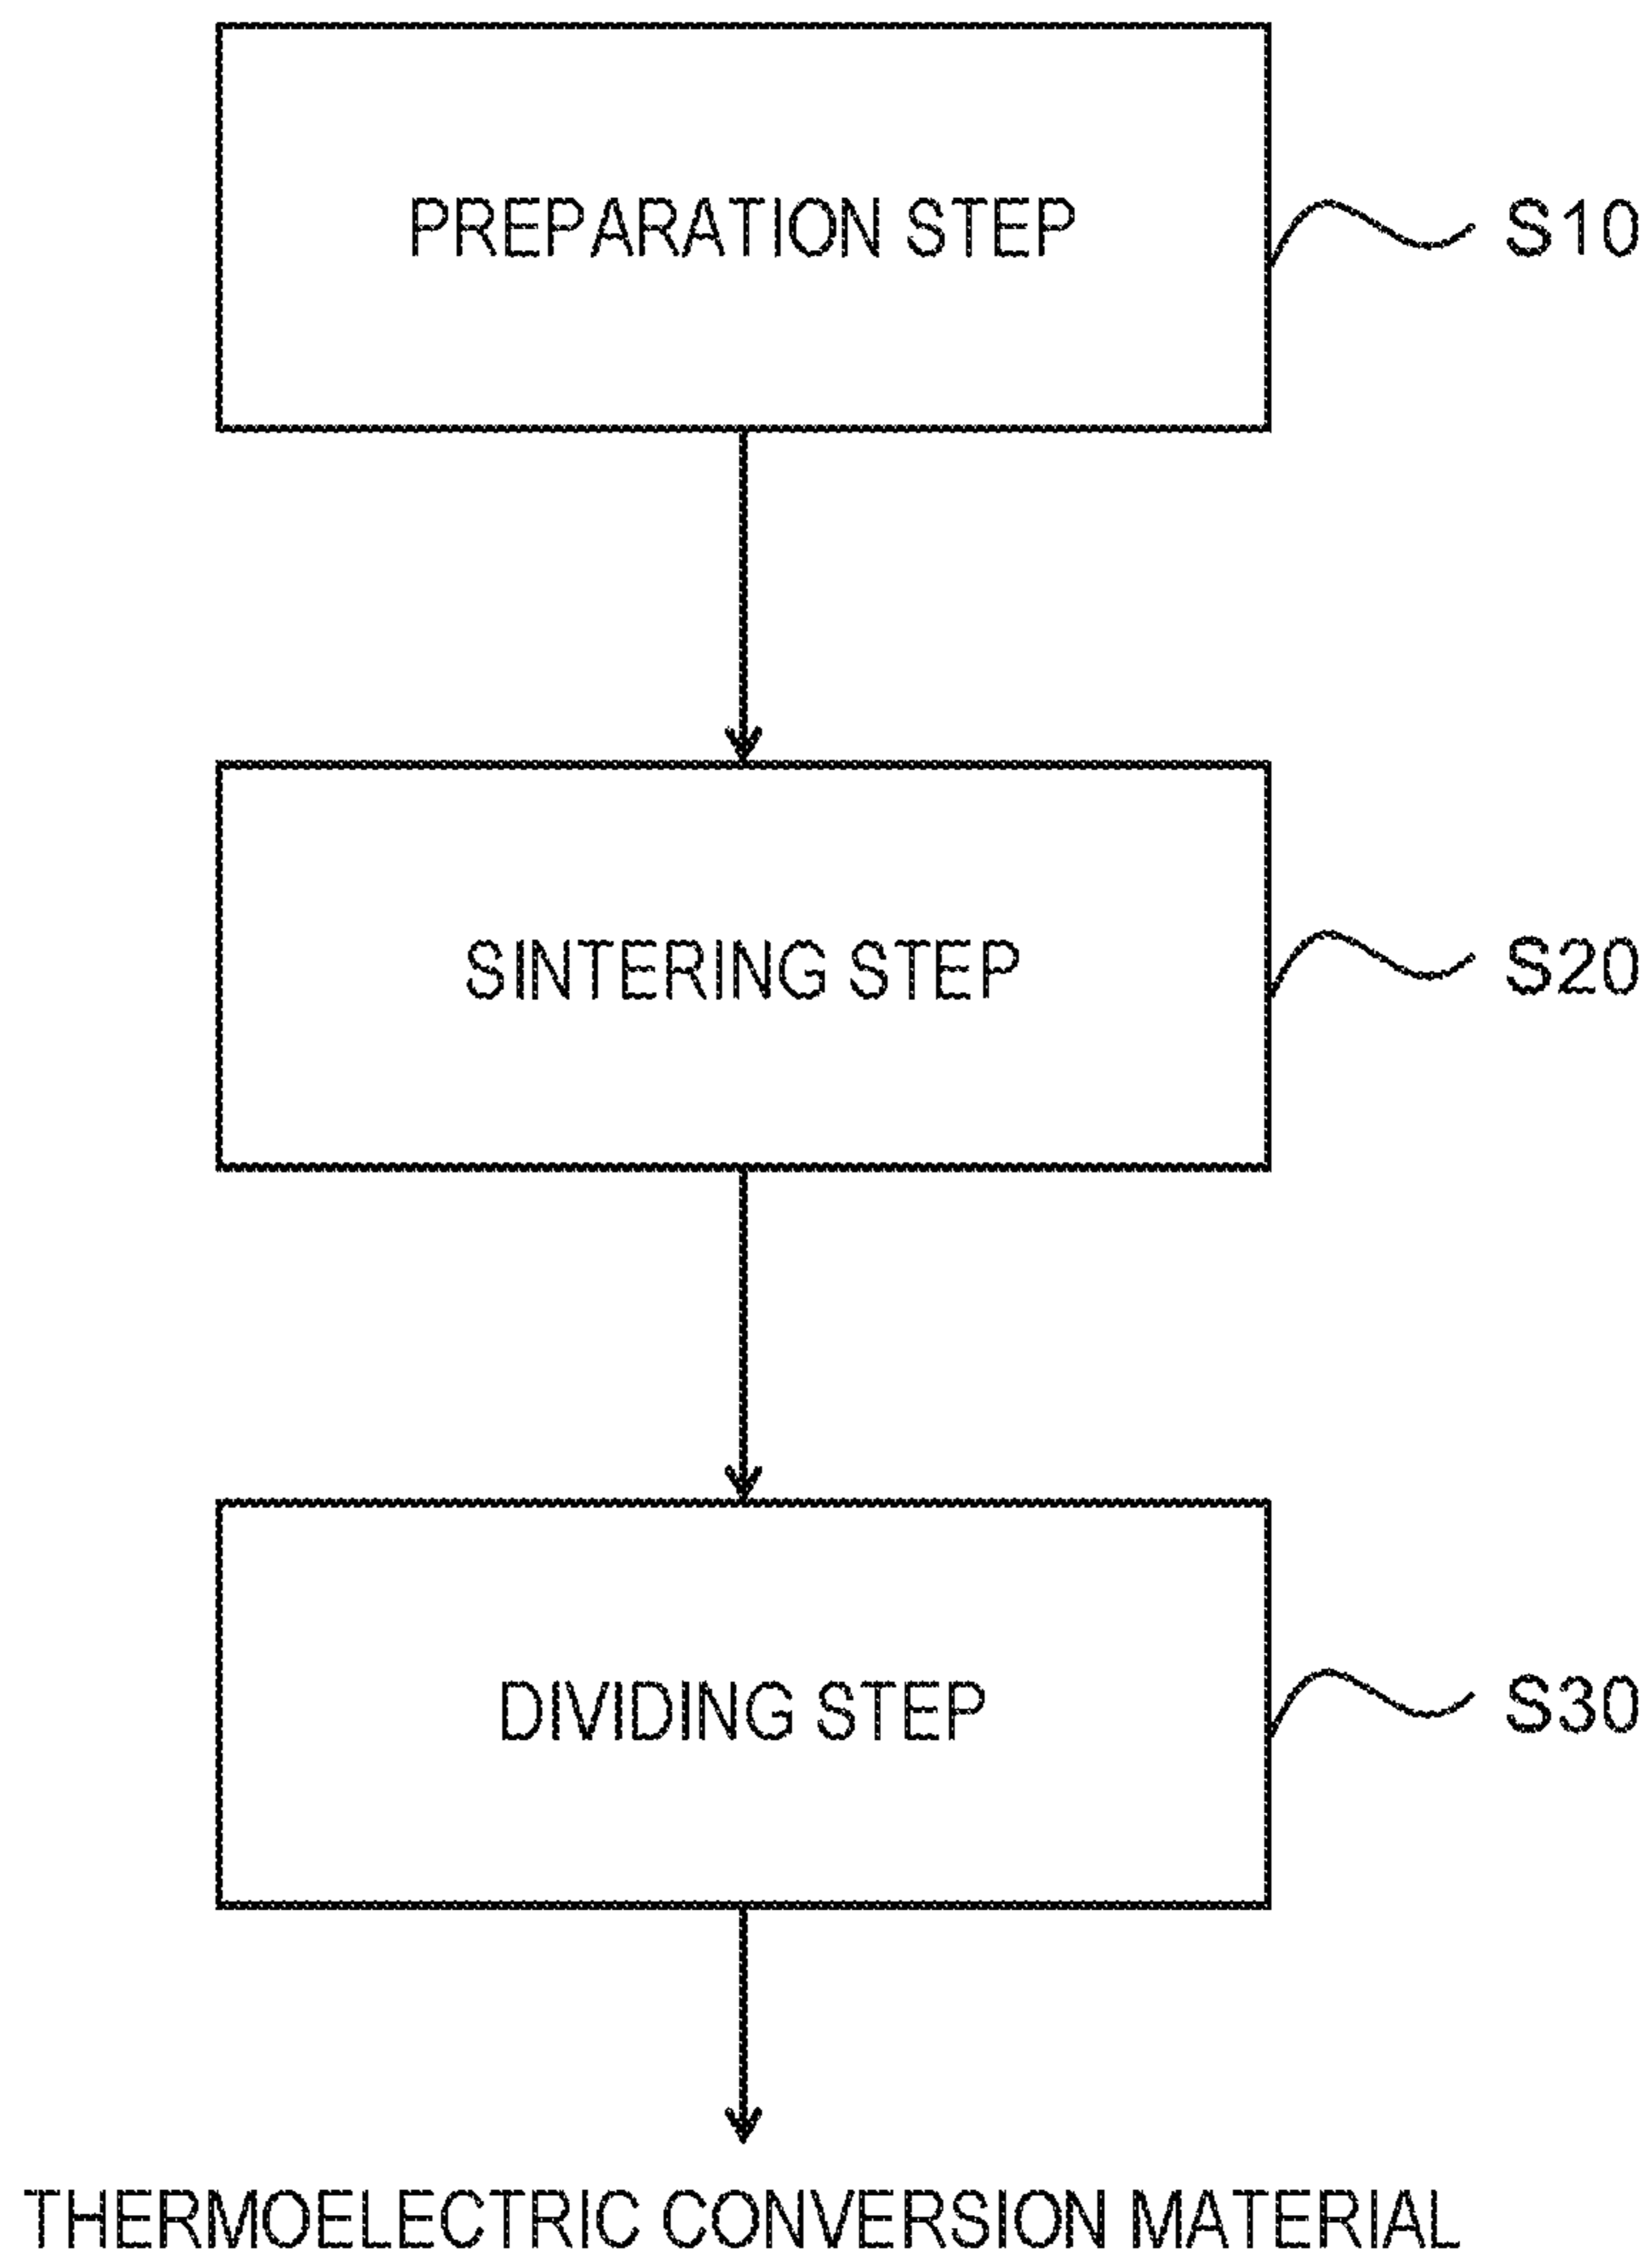 PREPARATION STEP
S10
SINTERING STEP
S20
DIVIDING STEP
S30
THERMOELECTRIC CONVERSION MATERIAL